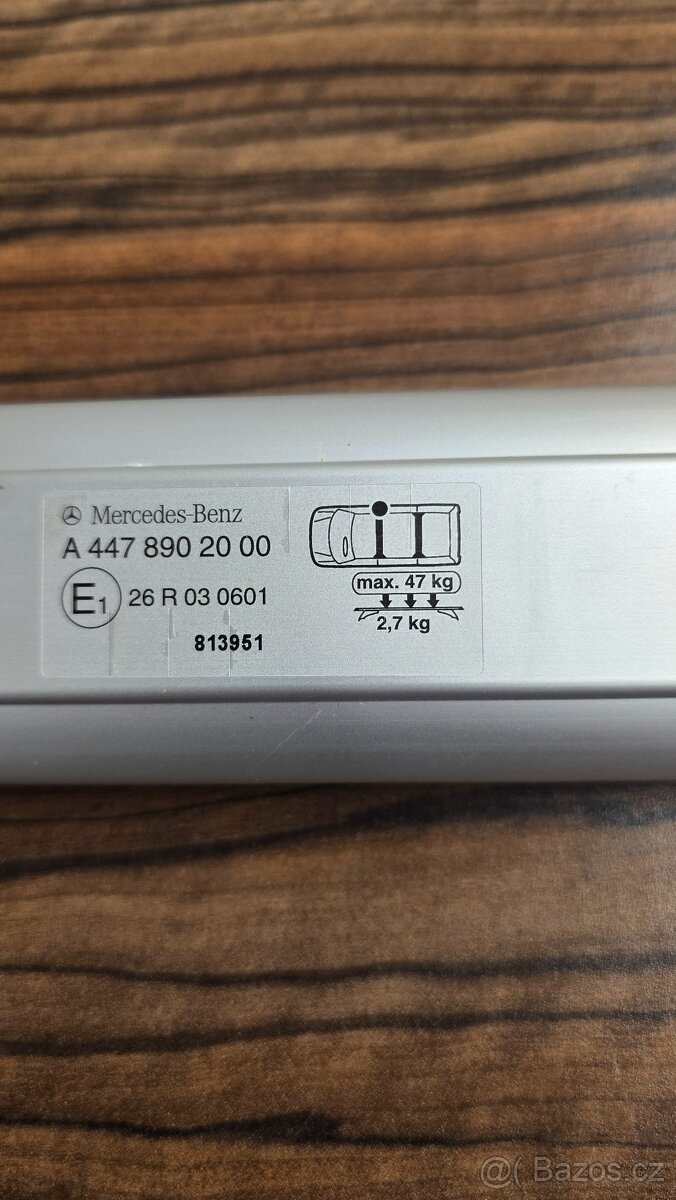 Mercedes-Benz
A 447 890 20 00
E1 26 R 03 0601
813951
max. 47 kg
2,7 kg
@( Bazos.cz